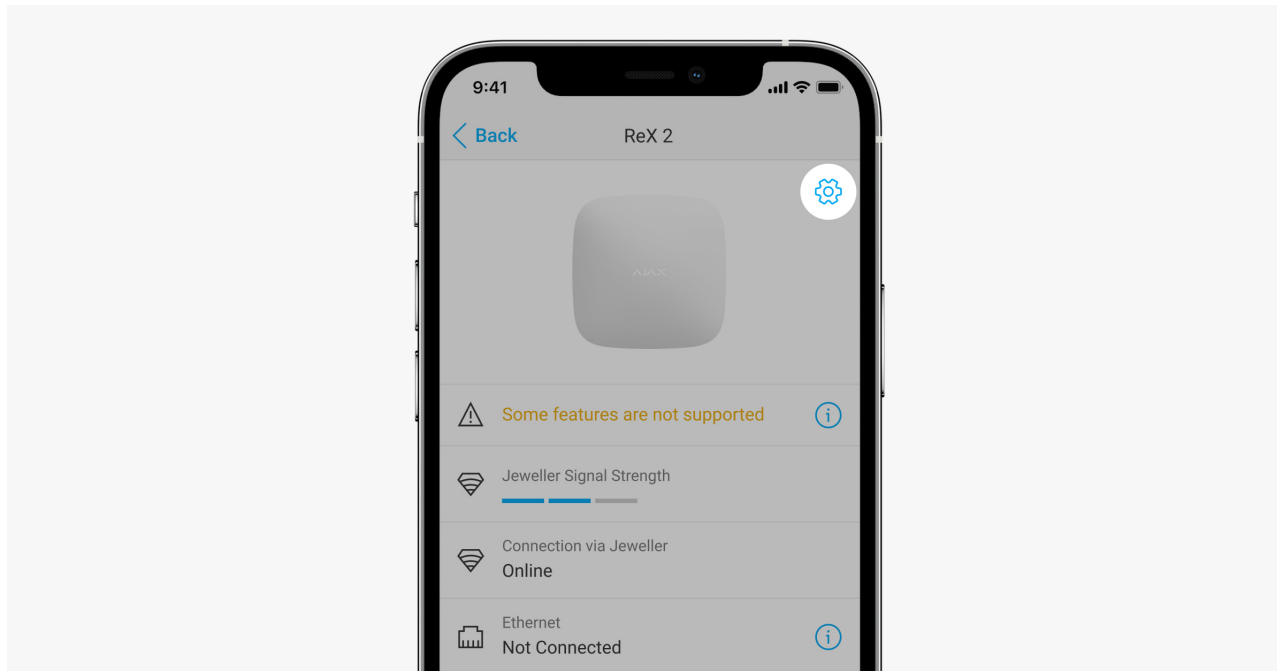 9:41
Back
ReX 2
AJAX
Some features are not supported
Jeweller Signal Strength
Connection via Jeweller
Online
Ethernet
Not Connected